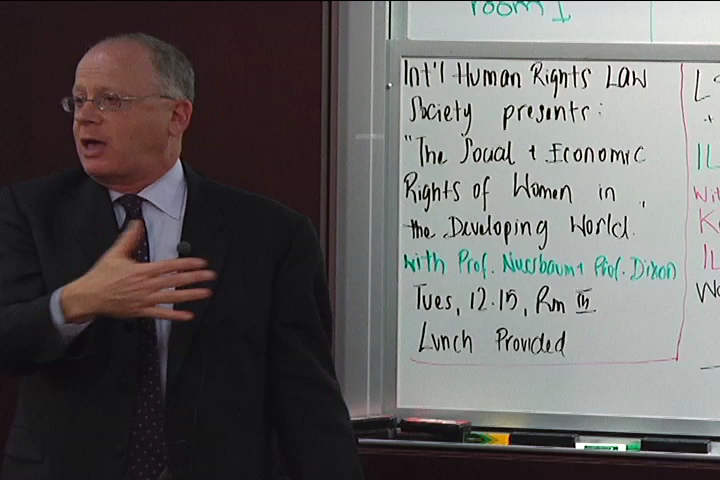 room I
Int'l Human Rights Law
Society presents:
"The Social + Economic
Rights of Women in
the Developing World."
with Prof. Nussbaum + Prof. Dixon
Tues, 12:15, Rm III
Lunch Provided